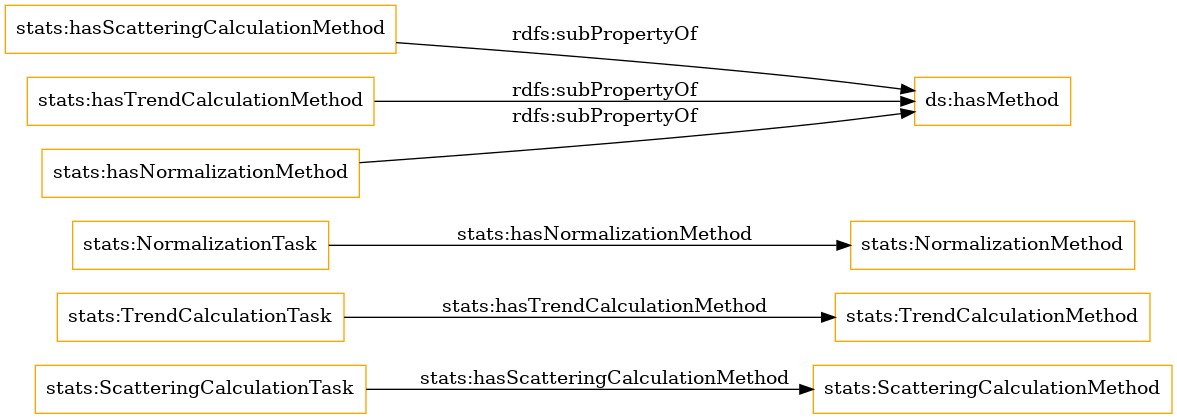 stats:hasScatteringCalculationMethod
rdfs:subPropertyOf
stats:hasTrendCalculationMethod
rdfs:subPropertyOf
ds:hasMethod
rdfs:subPropertyOf
stats:hasNormalizationMethod
stats:NormalizationTask
stats:hasNormalizationMethod
stats:NormalizationMethod
stats:TrendCalculationTask
stats:hasTrendCalculationMethod
stats:TrendCalculationMethod
stats:ScatteringCalculationTask
stats:hasScatteringCalculationMethod
stats:ScatteringCalculationMethod